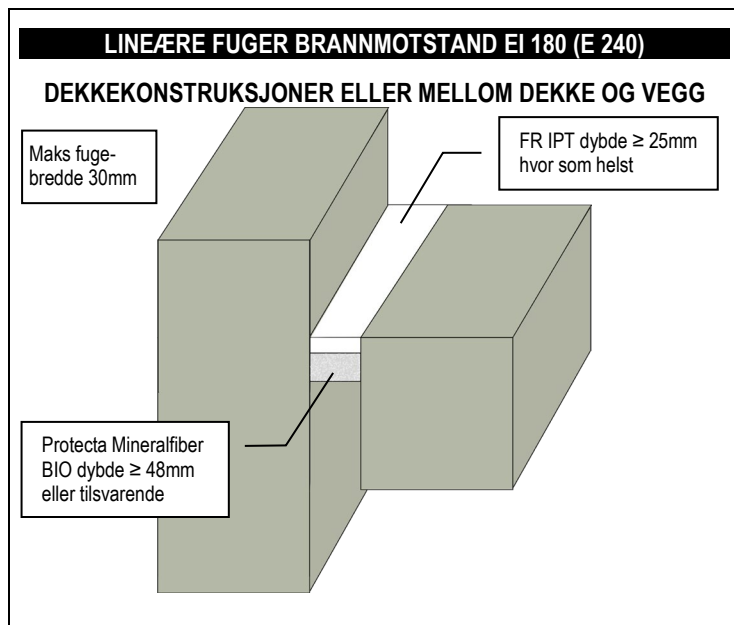 LINEÆRE FUGER BRANNMOTSTAND EI 180 (E 240)
DEKKEKONSTRUKSJONER ELLER MELLOM DEKKE OG VEGG
Maks fuge-
bredde 30mm
FR IPT dybde ≥ 25mm
hvor som helst
Protecta Mineralfiber
BIO dybde ≥ 48mm
eller tilsvarende